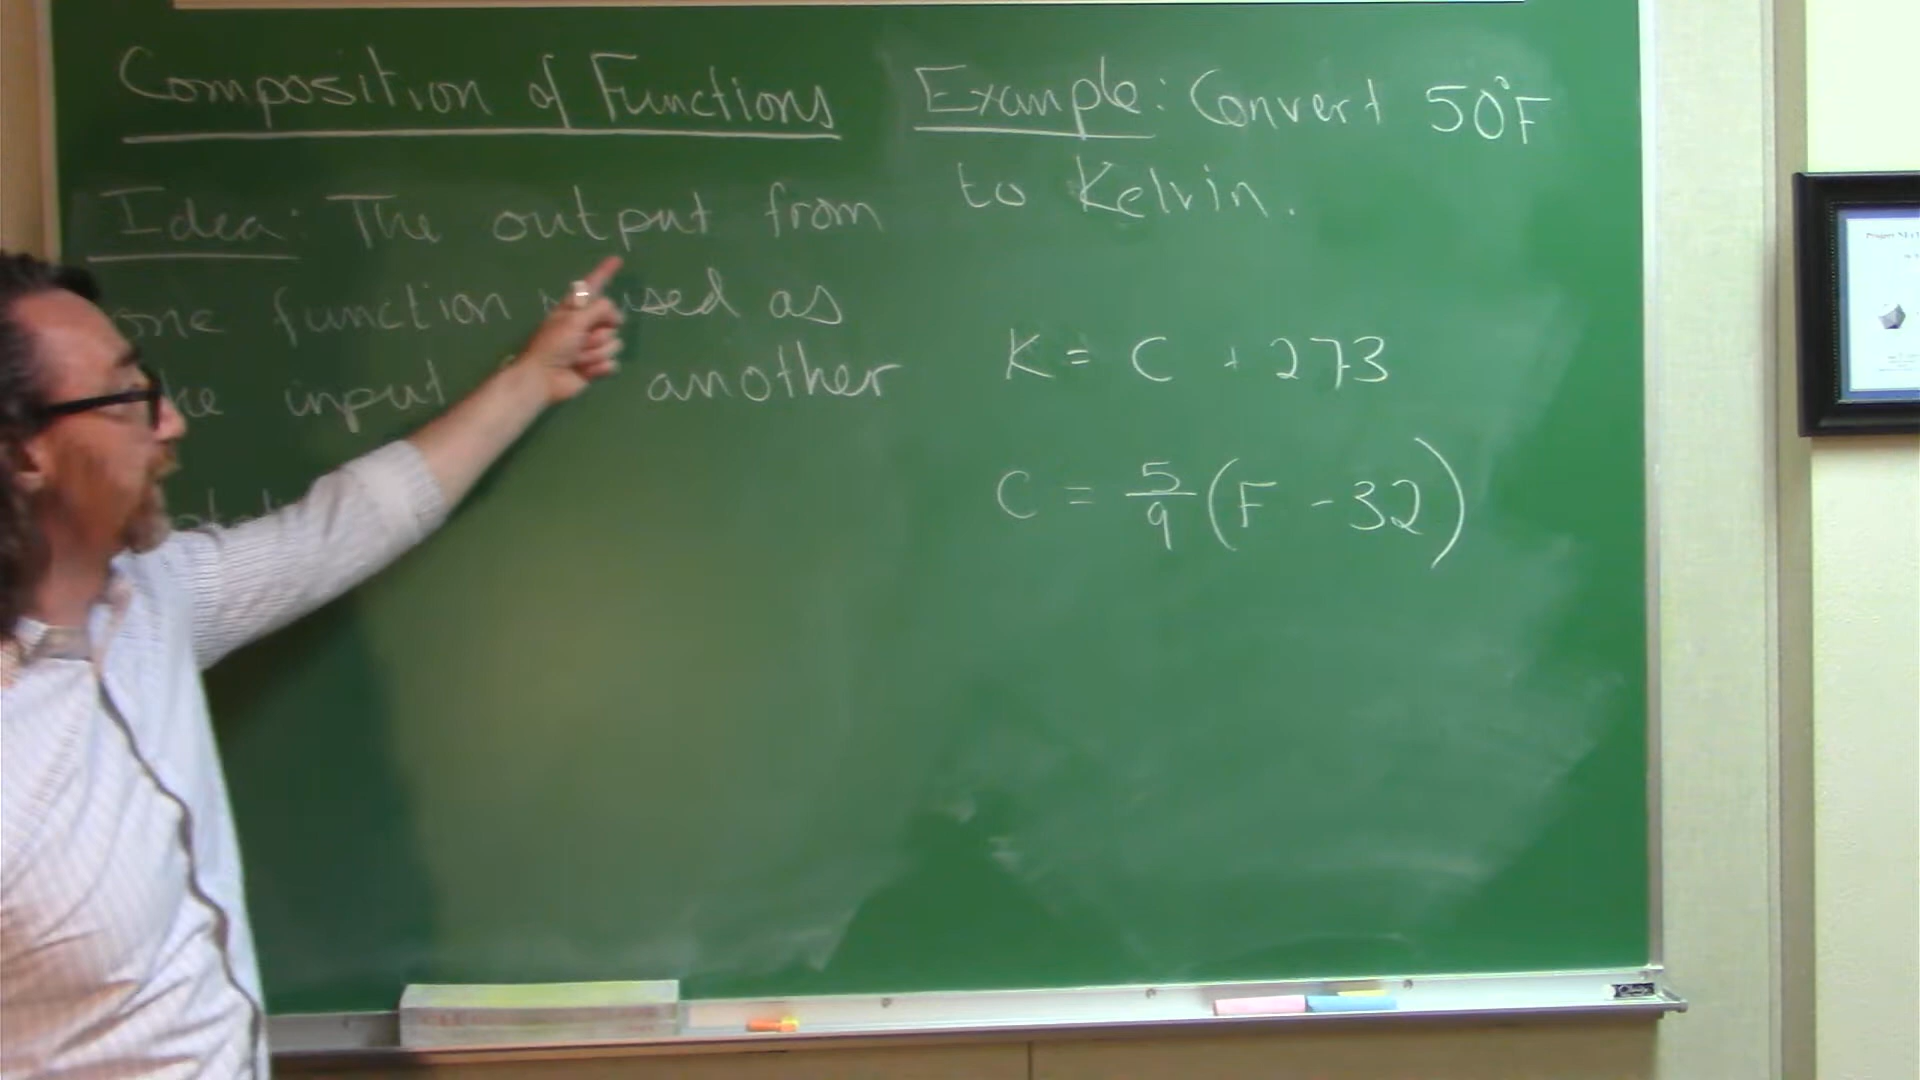 Composition of Functions
Idea: The output from
one function used as
input another
Example: Convert 50°F
to Kelvin.
K = C + 273
C = 5/9 (F - 32)